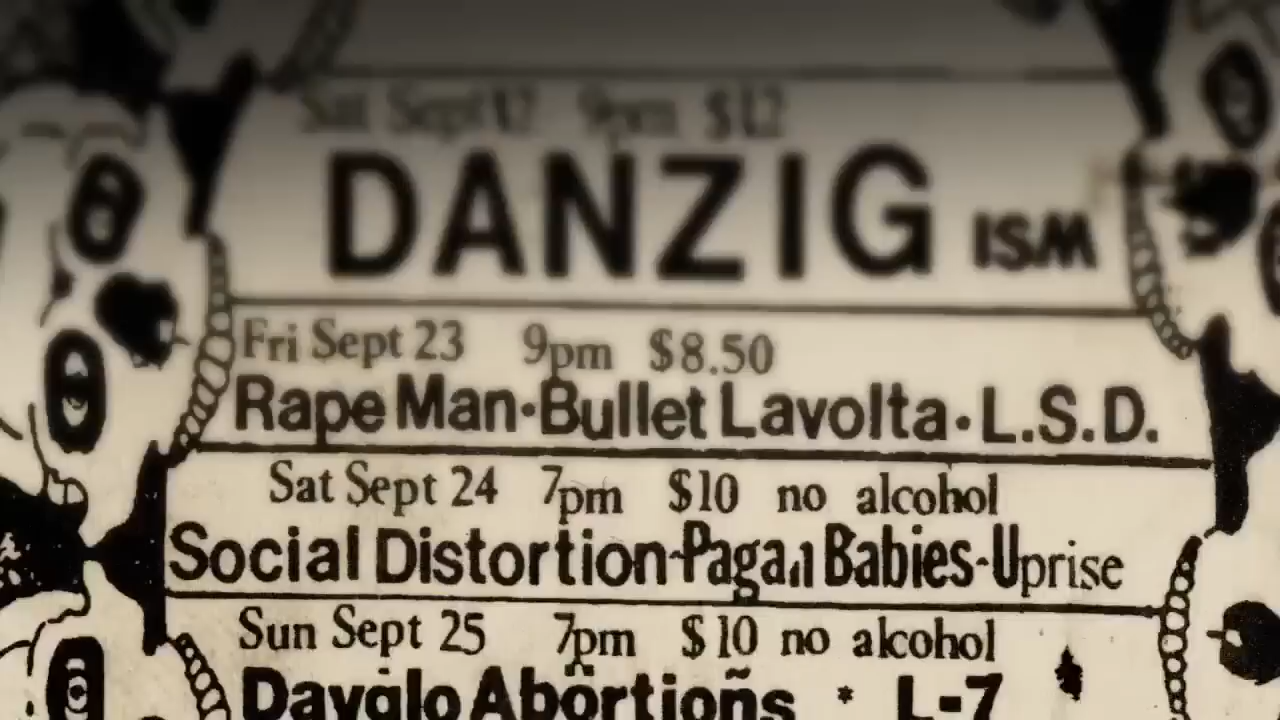 Sat Sept 17 9pm $12
DANZIG ISM
Fri Sept 23 9pm $8.50
Rape Man·Bullet Lavolta·L.S.D.
Sat Sept 24 7pm $10 no alcohol
Social Distortion-Pagan Babies-Uprise
Sun Sept 25 7pm $10 no alcohol
Dayglo Abortions * L-7